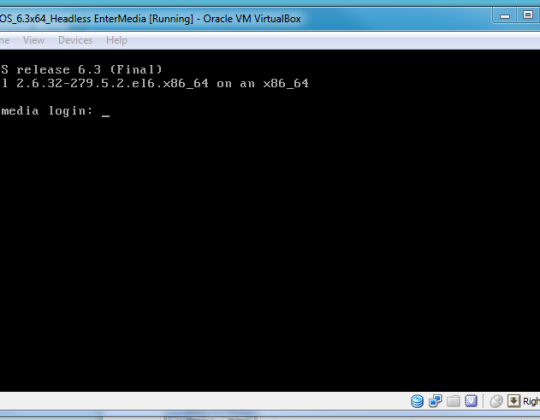 OS_6.3x64_Headless EnterMedia [Running] - Oracle VM VirtualBox
ne View Devices Help
S release 6.3 (Final)
l 2.6.32-279.5.2.el6.x86_64 on an x86_64
media login: _
Righ